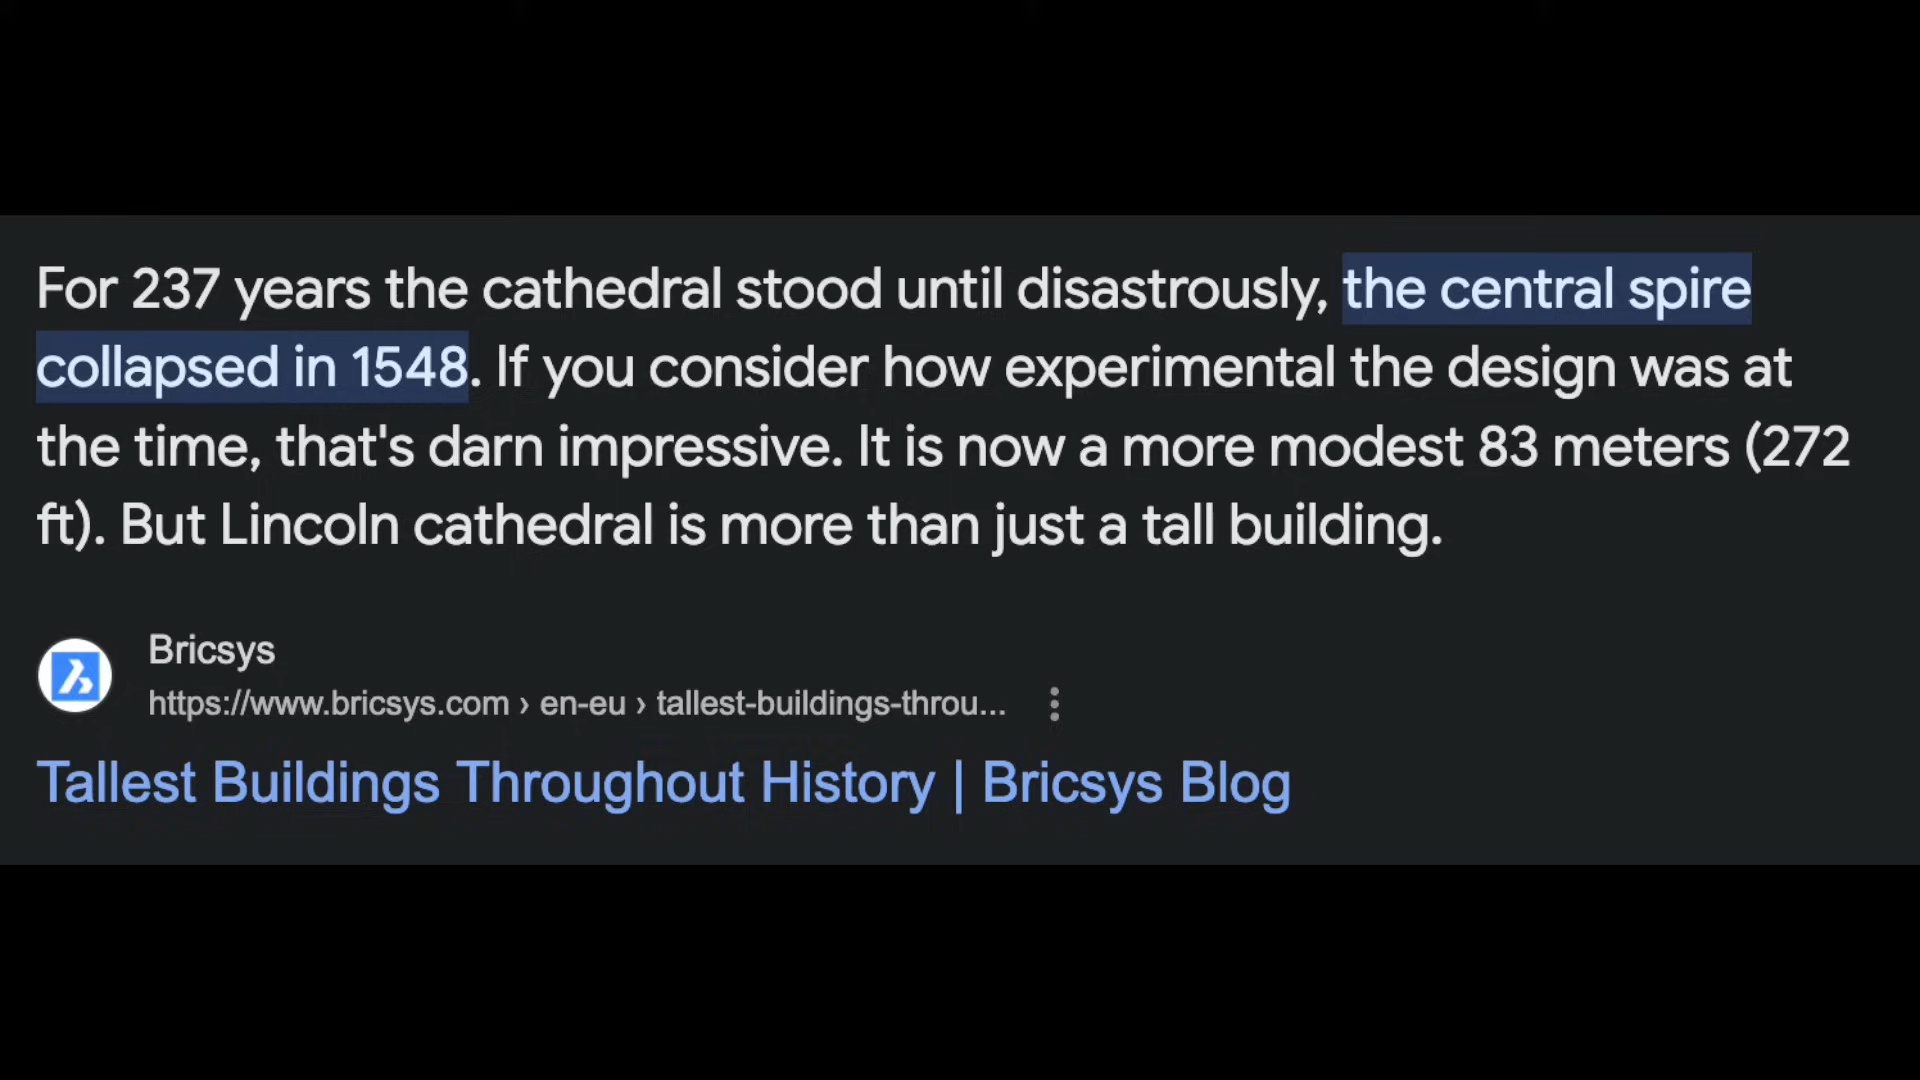 For 237 years the cathedral stood until disastrously, the central spire
collapsed in 1548. If you consider how experimental the design was at
the time, that's darn impressive. It is now a more modest 83 meters (272
ft). But Lincoln cathedral is more than just a tall building.
Bricsys
https://www.bricsys.com › en-eu › tallest-buildings-throu...
Tallest Buildings Throughout History | Bricsys Blog